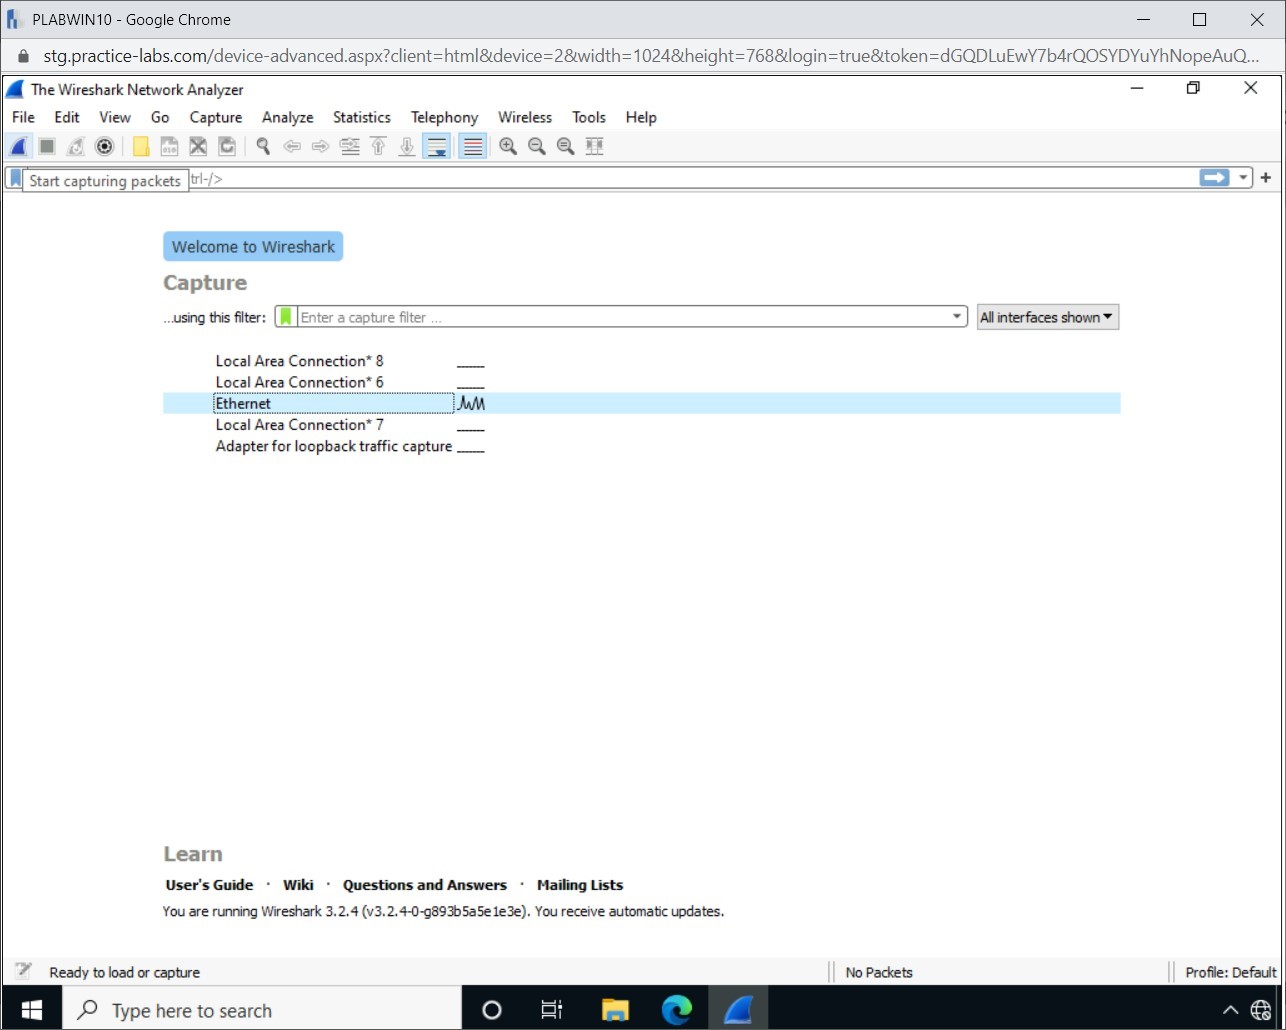 PLABWIN10 - Google Chrome
stg.practice-labs.com/device-advanced.aspx?client=html&device=2&width=1024&height=768&login=true&token=dGQDLuEwY7b4rQOSYDYuYhNopeAuQ...
The Wireshark Network Analyzer
File Edit View Go Capture Analyze Statistics Telephony Wireless Tools Help
Start capturing packets trl-/>
Welcome to Wireshark
Capture
...using this filter: Enter a capture filter ... All interfaces shown
Local Area Connection* 8
Local Area Connection* 6
Ethernet
Local Area Connection* 7
Adapter for loopback traffic capture
Learn
User's Guide · Wiki · Questions and Answers · Mailing Lists
You are running Wireshark 3.2.4 (v3.2.4-0-g893b5a5e1e3e). You receive automatic updates.
Ready to load or capture No Packets Profile: Default
Type here to search